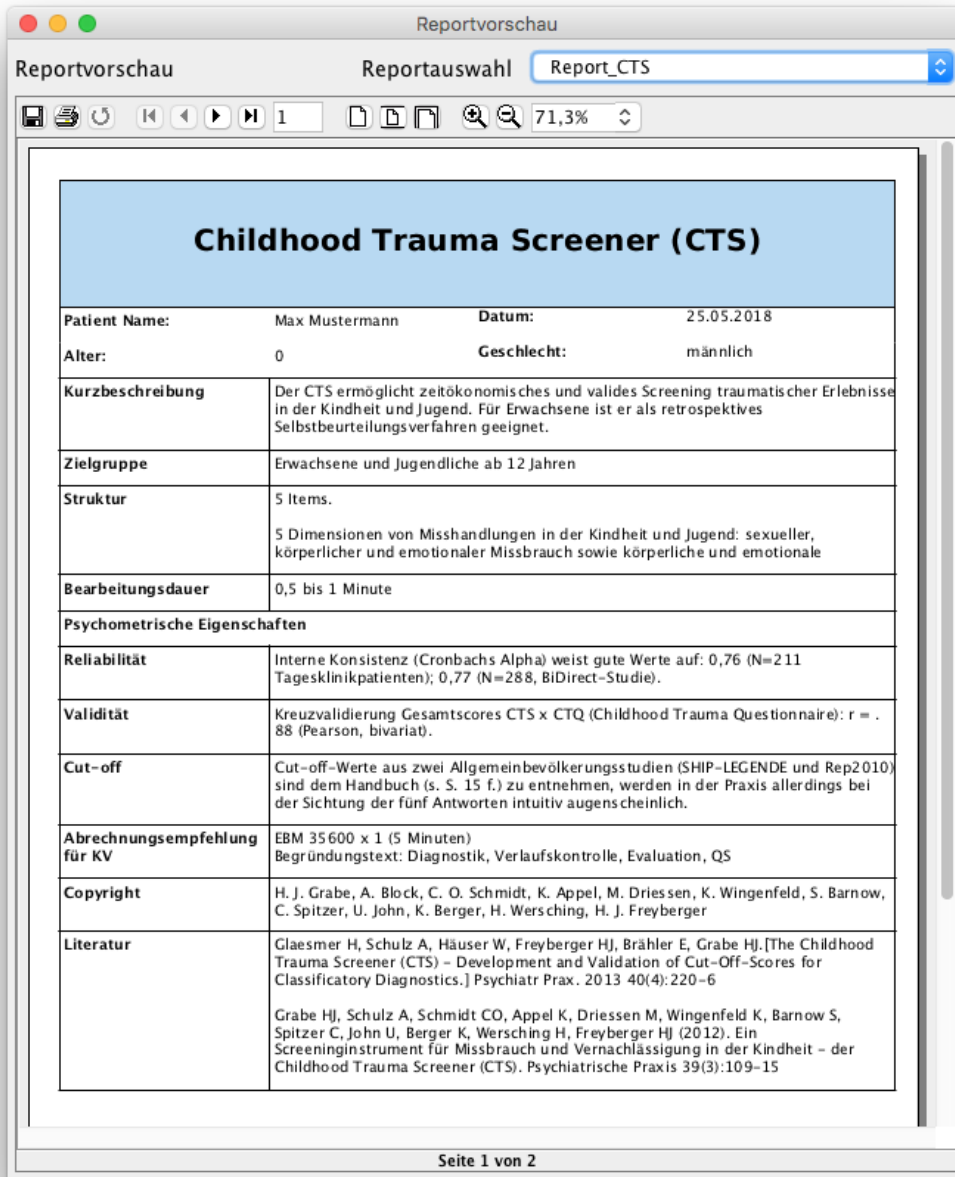 Reportvorschau
Reportvorschau Reportauswahl Report_CTS
1 71,3%
Childhood Trauma Screener (CTS)
Patient Name: Max Mustermann Datum: 25.05.2018
Alter: 0 Geschlecht: männlich
Kurzbeschreibung Der CTS ermöglicht zeitökonomisches und valides Screening traumatischer Erlebnisse
in der Kindheit und Jugend. Für Erwachsene ist er als retrospektives
Selbstbeurteilungsverfahren geeignet.
Zielgruppe Erwachsene und Jugendliche ab 12 Jahren
Struktur 5 Items.
5 Dimensionen von Misshandlungen in der Kindheit und Jugend: sexueller,
körperlicher und emotionaler Missbrauch sowie körperliche und emotionale
Bearbeitungsdauer 0,5 bis 1 Minute
Psychometrische Eigenschaften
Reliabilität Interne Konsistenz (Cronbachs Alpha) weist gute Werte auf: 0,76 (N=211
Tagesklinikpatienten); 0,77 (N=288, BiDirect-Studie).
Validität Kreuzvalidierung Gesamtscores CTS x CTQ (Childhood Trauma Questionnaire): r = .
88 (Pearson, bivariat).
Cut-off Cut-off-Werte aus zwei Allgemeinbevölkerungsstudien (SHIP-LEGENDE und Rep2010)
sind dem Handbuch (s. S. 15 f.) zu entnehmen, werden in der Praxis allerdings bei
der Sichtung der fünf Antworten intuitiv augenscheinlich.
Abrechnungsempfehlung EBM 35600 x 1 (5 Minuten)
für KV Begründungstext: Diagnostik, Verlaufskontrolle, Evaluation, QS
Copyright H. J. Grabe, A. Block, C. O. Schmidt, K. Appel, M. Driessen, K. Wingenfeld, S. Barnow,
C. Spitzer, U. John, K. Berger, H. Wersching, H. J. Freyberger
Literatur Glaesmer H, Schulz A, Häuser W, Freyberger HJ, Brähler E, Grabe HJ.[The Childhood
Trauma Screener (CTS) - Development and Validation of Cut-Off-Scores for
Classificatory Diagnostics.] Psychiatr Prax. 2013 40(4):220-6
Grabe HJ, Schulz A, Schmidt CO, Appel K, Driessen M, Wingenfeld K, Barnow S,
Spitzer C, John U, Berger K, Wersching H, Freyberger HJ (2012). Ein
Screeninginstrument für Missbrauch und Vernachlässigung in der Kindheit - der
Childhood Trauma Screener (CTS). Psychiatrische Praxis 39(3):109-15
Seite 1 von 2